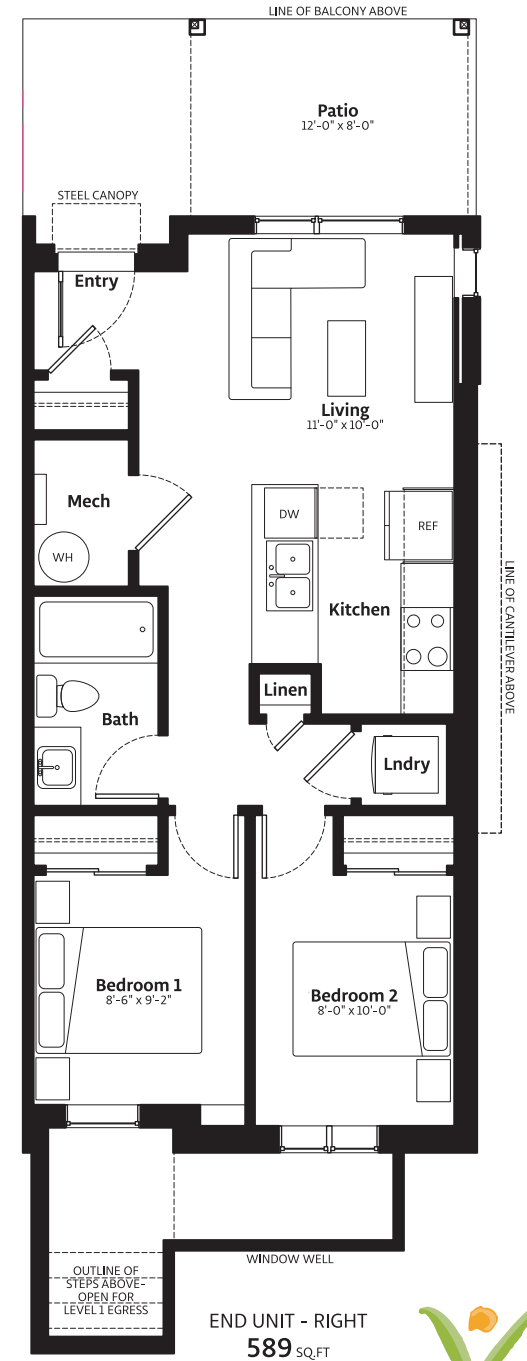 LINE OF BALCONY ABOVE
Patio
12'-0" x 8'-0"
STEEL CANOPY
Entry
Living
11'-0" x 10'-0"
Mech
DW
REF
WH
Kitchen
LINE OF CANTILEVER ABOVE
Linen
Bath
Lndry
Bedroom 1
8'-6" x 9'-2"
Bedroom 2
8'-0" x 10'-0"
WINDOW WELL
OUTLINE OF
STEPS ABOVE-
OPEN FOR
LEVEL 1 EGRESS
END UNIT - RIGHT
589 SQ.FT